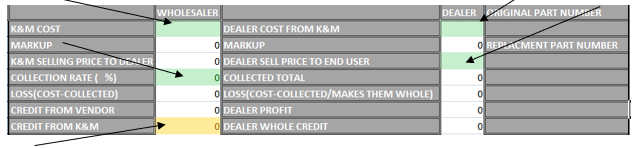 WHOLESALER DEALER ORIGINAL PART NUMBER
K&M COST DEALER COST FROM K&M
MARKUP 0 MARKUP 0 REPLACMENT PART NUMBER
K&M SELLING PRICE TO DEALER 0 DEALER SELL PRICE TO END USER
COLLECTION RATE ( %) 0 COLLECTED TOTAL 0
LOSS(COST-COLLECTED) 0 LOSS(COST-COLLECTED/MAKES THEM WHOLE) 0
CREDIT FROM VENDOR 0 DEALER PROFIT 0
CREDIT FROM K&M 0 DEALER WHOLE CREDIT 0